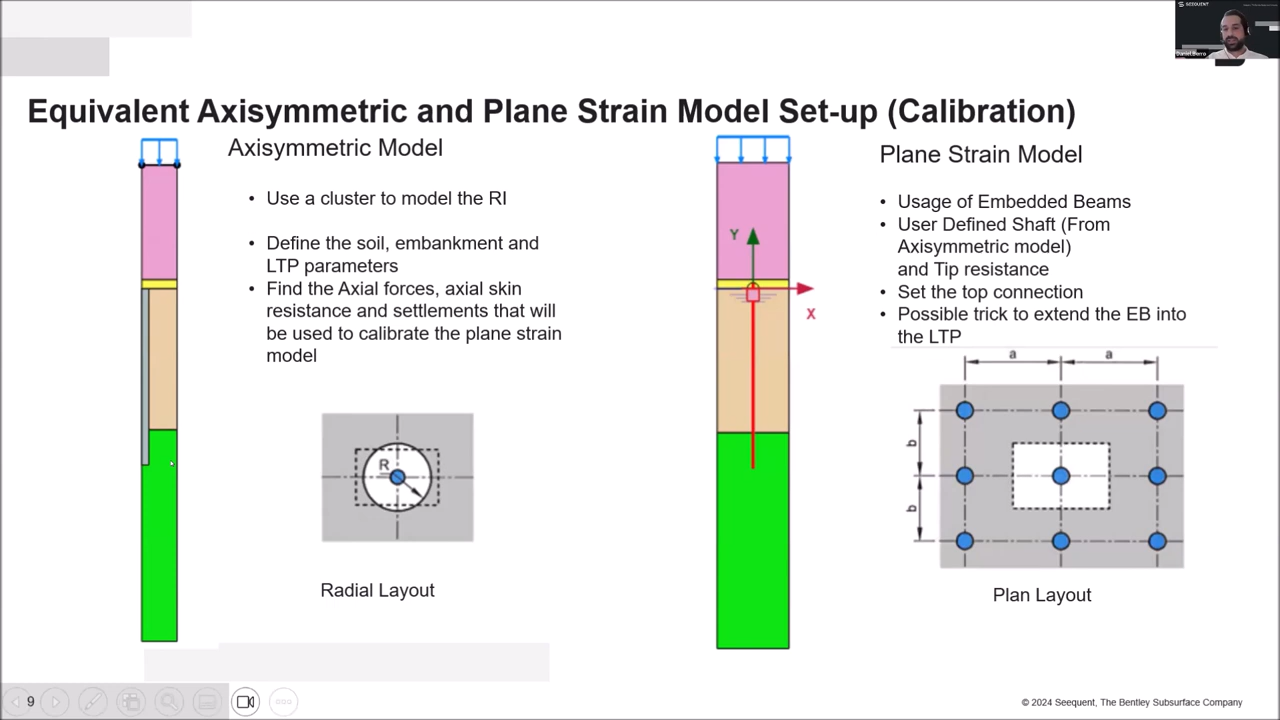 SEEQUENT
Equivalent Axisymmetric and Plane Strain Model Set-up (Calibration)
Axisymmetric Model
• Use a cluster to model the RI
• Define the soil, embankment and
LTP parameters
• Find the Axial forces, axial skin
resistance and settlements that will
be used to calibrate the plane strain
model
R
Radial Layout
Y
X
Plane Strain Model
• Usage of Embedded Beams
• User Defined Shaft (From
Axisymmetric model)
and Tip resistance
• Set the top connection
• Possible trick to extend the EB into
the LTP
a a
b
b
Plan Layout
9
© 2024 Seequent, The Bentley Subsurface Company